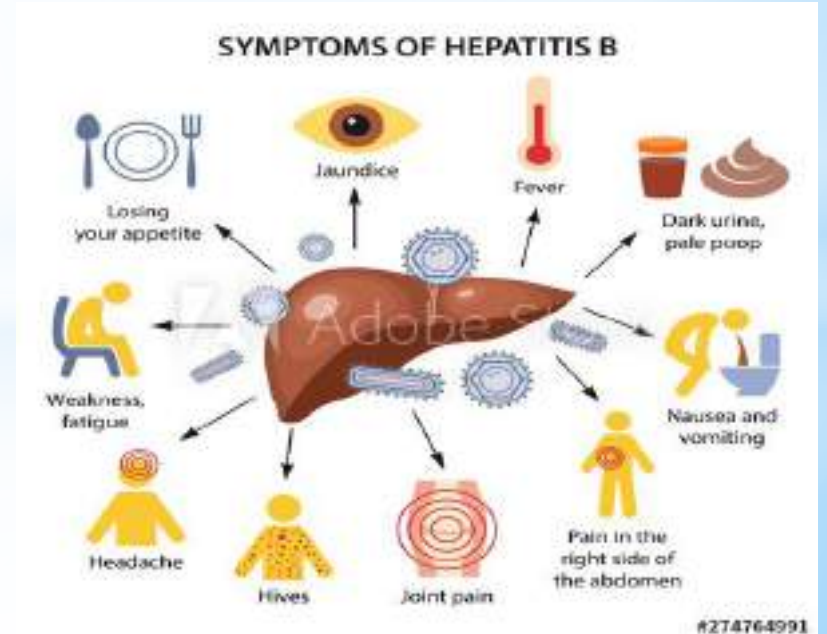 SYMPTOMS OF HEPATITIS B
Jaundice
Fever
Losing
your appetite
Dark urine,
pale poop
Adobe S
Weakness,
fatigue
Nausea and
vomiting
Headache
Hives
Joint pain
Pain in the
right side of
the abdomen
#274764991